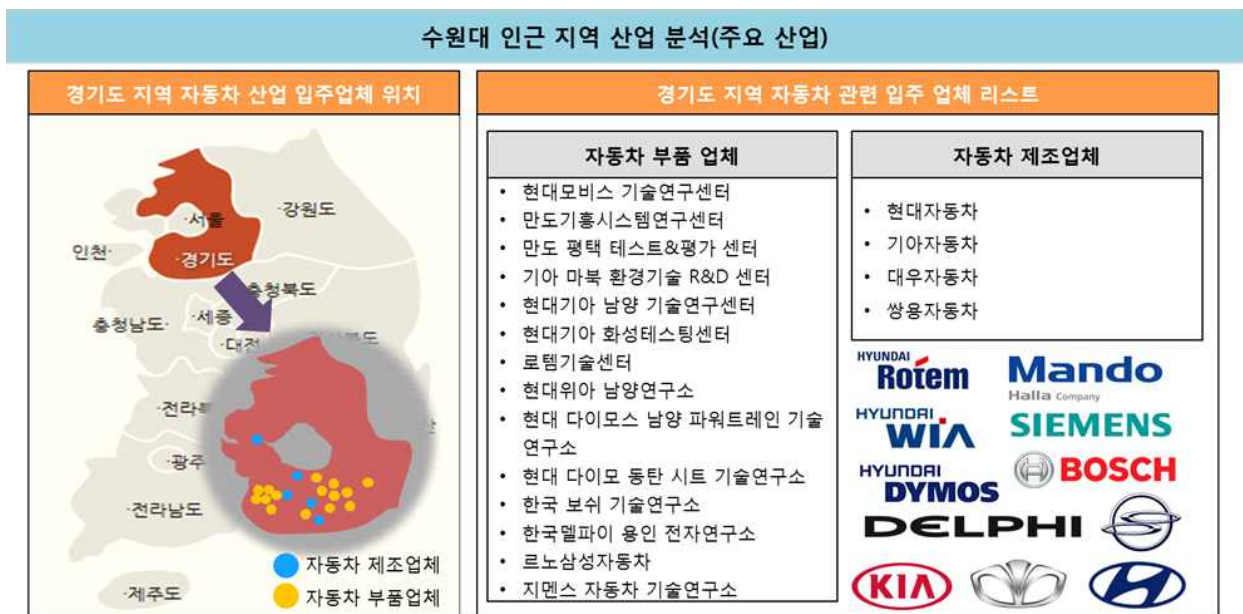 수원대 인근 지역 산업 분석(주요 산업)
경기도 지역 자동차 산업 입주업체 위치
·서울
·강원도
인천·
·경기도
충청북도
충청남도·
·세종
·대전
·전라북
·광주
·전라남도
·제주도
자동차 제조업체
자동차 부품업체
경기도 지역 자동차 관련 입주 업체 리스트
자동차 부품 업체
• 현대모비스 기술연구센터
• 만도기흥시스템연구센터
• 만도 평택 테스트&평가 센터
• 기아 마북 환경기술 R&D 센터
• 현대기아 남양 기술연구센터
• 현대기아 화성테스팅센터
• 로템기술센터
• 현대위아 남양연구소
• 현대 다이모스 남양 파워트레인 기술
연구소
• 현대 다이모 동탄 시트 기술연구소
• 한국 보쉬 기술연구소
• 한국델파이 용인 전자연구소
• 르노삼성자동차
• 지멘스 자동차 기술연구소
자동차 제조업체
• 현대자동차
• 기아자동차
• 대우자동차
• 쌍용자동차
HYUNDAI
Rotem
Mando
Halla Company
HYUNDAI
WIA
SIEMENS
HYUNDAI
DYMOS
BOSCH
DELPHI
KIA